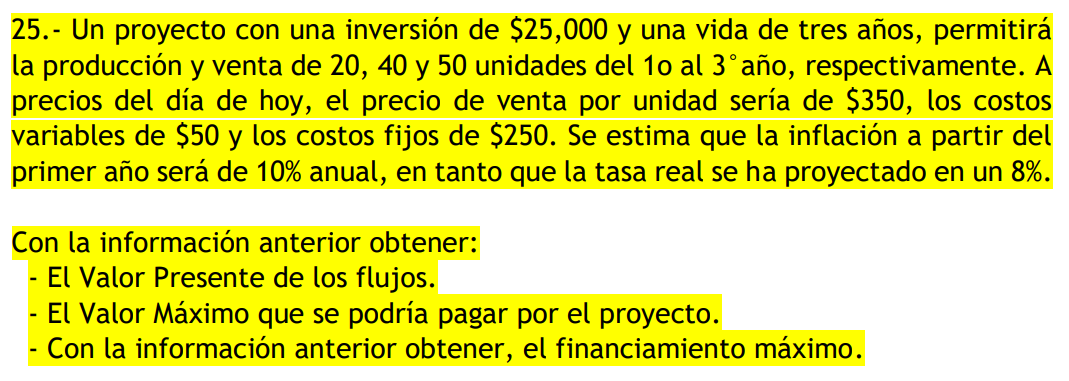 25.- Un proyecto con una inversión de $25,000 y una vida de tres años, permitirá
la producción y venta de 20, 40 y 50 unidades del 1o al 3°año, respectivamente. A
precios del día de hoy, el precio de venta por unidad sería de $350, los costos
variables de $50 y los costos fijos de $250. Se estima que la inflación a partir del
primer año será de 10% anual, en tanto que la tasa real se ha proyectado en un 8%.
Con la información anterior obtener:
- El Valor Presente de los flujos.
- El Valor Máximo que se podría pagar por el proyecto.
- Con la información anterior obtener, el financiamiento máximo.